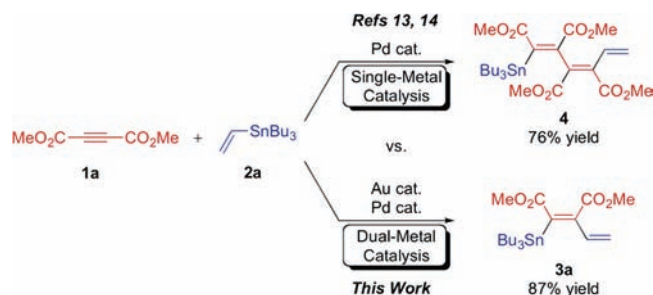 Refs 13, 14
Pd cat.
Single-Metal
Catalysis
MeO₂C CO₂Me
Bu₃Sn
MeO₂C CO₂Me
4
76% yield
MeO₂C CO₂Me
1a
+
SnBu₃
2a
vs.
Au cat.
Pd cat.
Dual-Metal
Catalysis
This Work
MeO₂C CO₂Me
Bu₃Sn
3a
87% yield